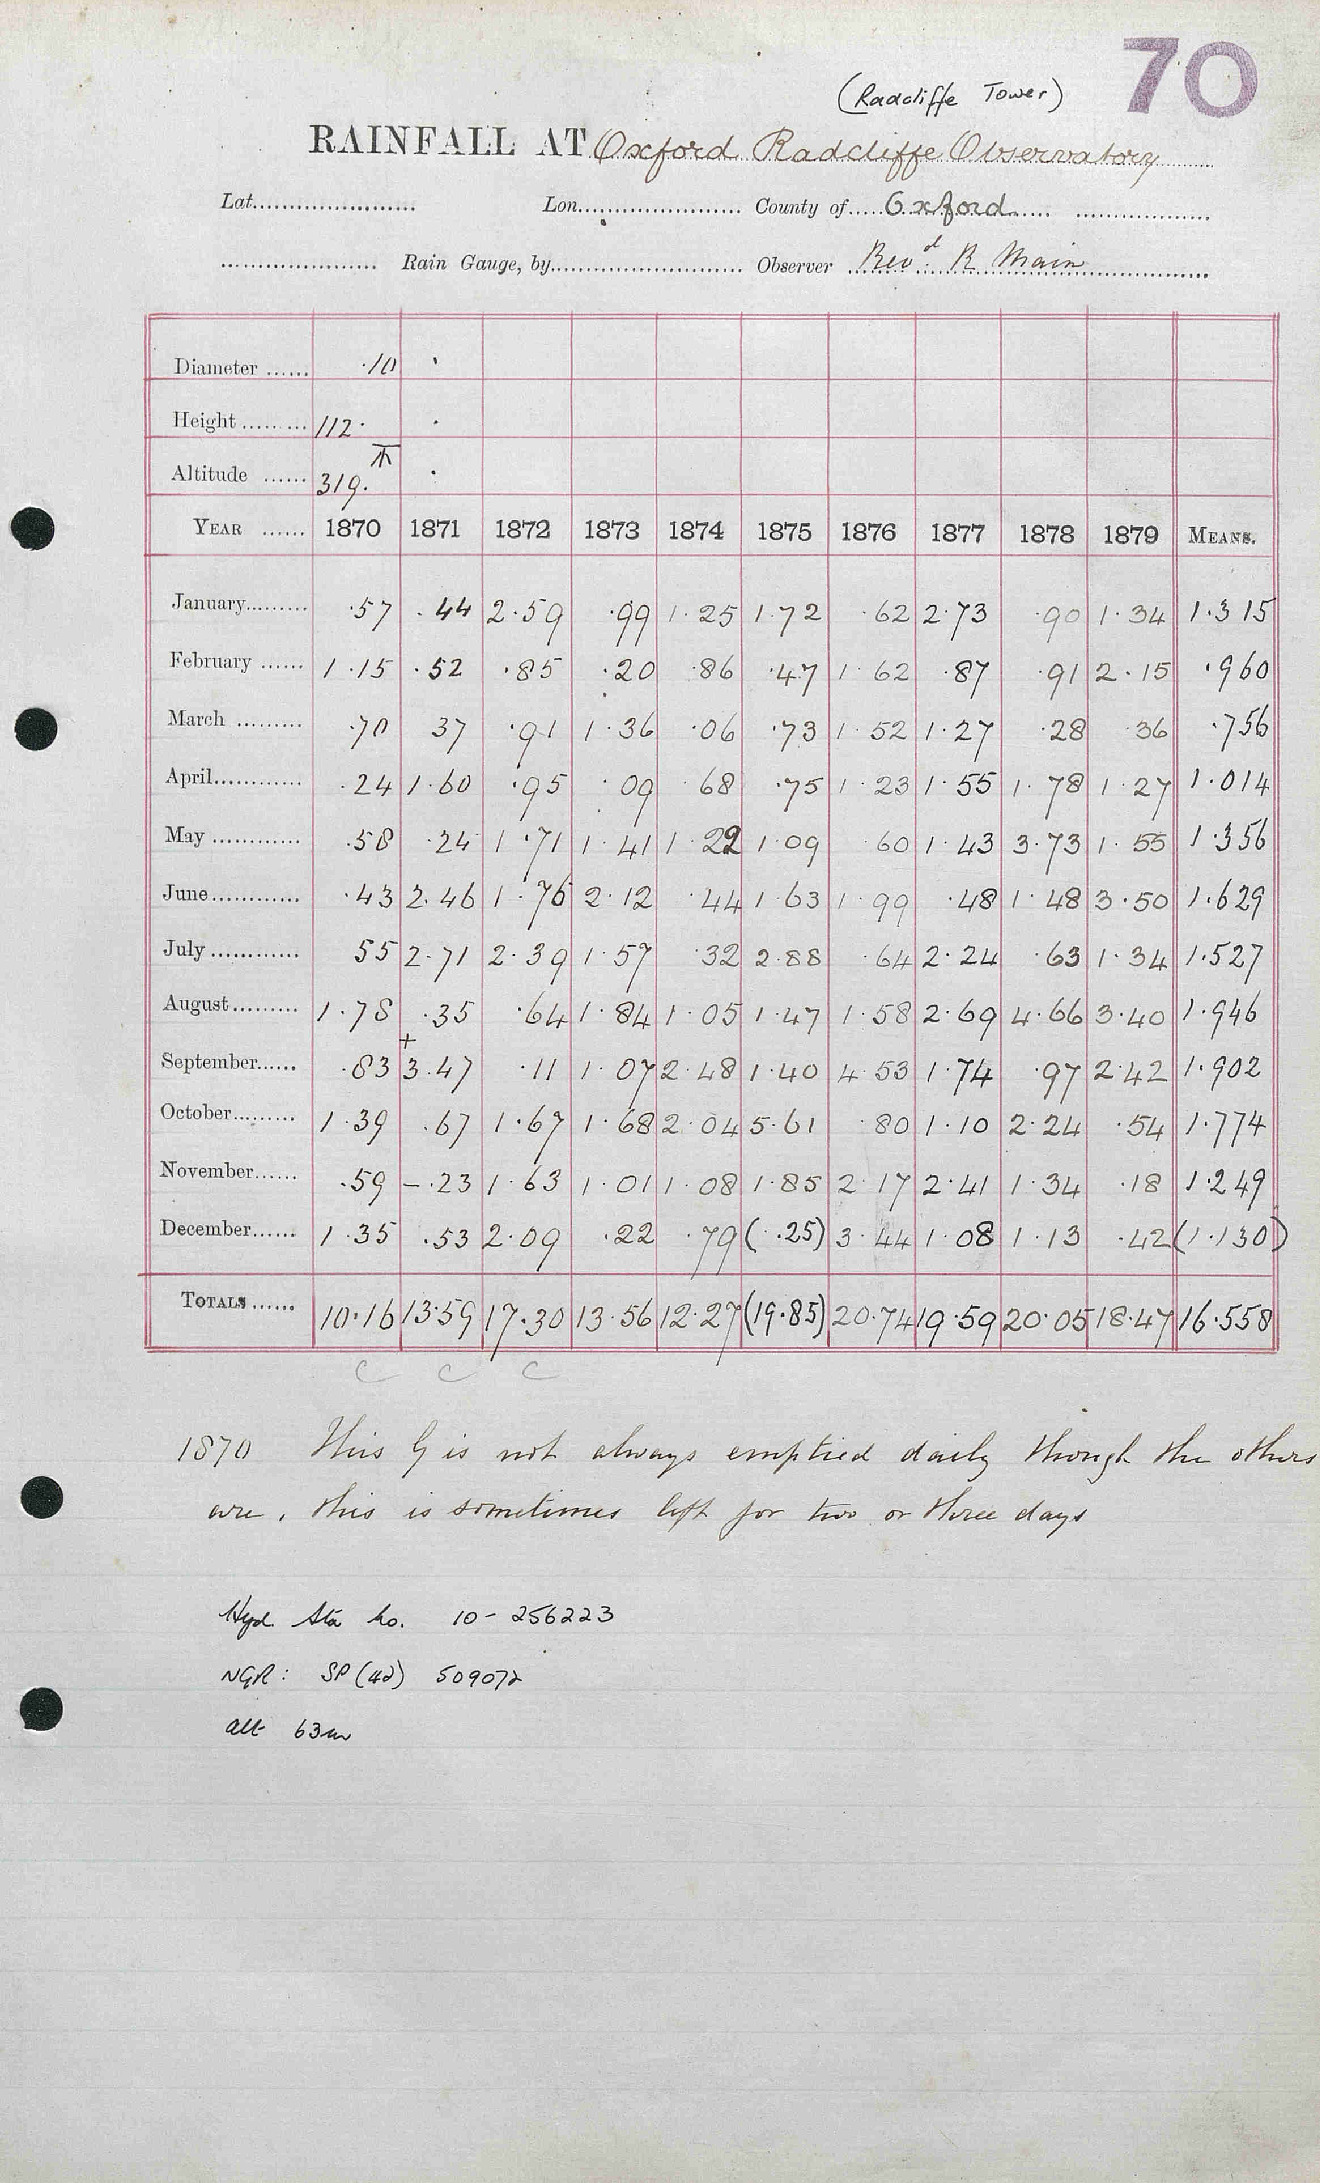 70
(Radcliffe Tower)
RAINFALL AT Oxford Radcliffe Observatory
Lat. Lon. County of Oxford
Rain Gauge, by Observer Revd. R Main
Diameter ...... ·10 ·
Height ......... 112· ·
Altitude ...... 319. ·
YEAR ...... 1870 1871 1872 1873 1874 1875 1876 1877 1878 1879 MEANS.
January......... ·57 ·44 2·59 ·99 1·25 1·72 ·62 2·73 ·90 1·34 1·315
February ...... 1·15 ·52 ·85 ·20 ·86 ·47 1·62 ·87 ·91 2·15 ·960
March ......... ·70 37 ·91 1·36 ·06 ·73 1·52 1·27 ·28 ·36 ·756
April............ ·24 1·60 ·95 ·09 ·68 ·75 1·23 1·55 1·78 1·27 1·014
May ............ ·58 ·24 1·71 1·41 1·22 1·09 ·60 1·43 3·73 1·55 1·356
June............ ·43 2·46 1·76 2·12 ·44 1·63 1·99 ·48 1·48 3·50 1·629
July ............ 55 2·71 2·39 1·57 ·32 2·88 ·64 2·24 ·63 1·34 1·527
August......... 1·78 ·35 ·64 1·84 1·05 1·47 1·58 2·69 4·66 3·40 1·946
September...... ·83 +3·47 ·11 1·07 2·48 1·40 4·53 1·74 ·97 2·42 1·902
October......... 1·39 ·67 1·67 1·68 2·04 5·61 ·80 1·10 2·24 ·54 1·774
November...... ·59 –·23 1·63 1·01 1·08 1·85 2·17 2·41 1·34 ·18 1·249
December...... 1·35 ·53 2·09 ·22 ·79 (·25) 3·44 1·08 1·13 ·42 (1·130)
TOTALS ...... 10·16 13·59 17·30 13·56 12·27 (19·85) 20·74 19·59 20·05 18·47 16·558
C C C
1870 This G is not always emptied daily though the others
are, this is sometimes left for two or three days
Hyd. Sta No. 10-256223
NGR: SP(42) 509072
alt 63m